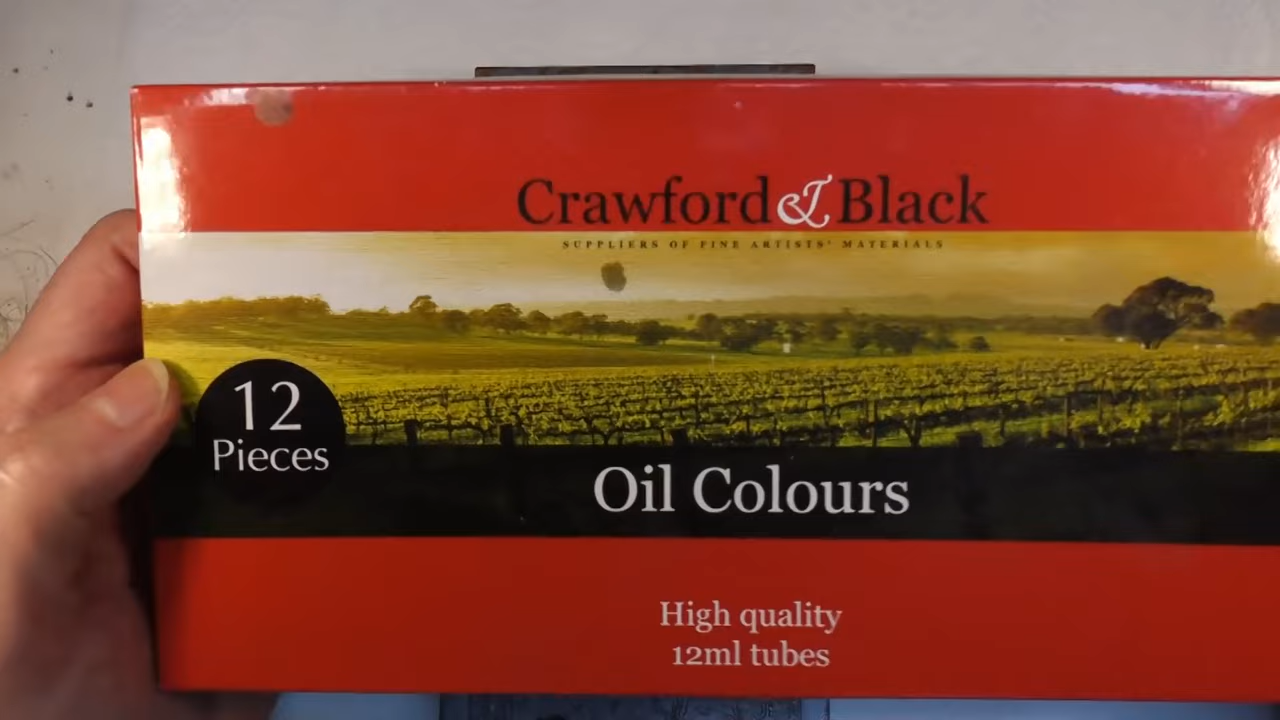 Crawford & Black
SUPPLIERS OF FINE ARTISTS' MATERIALS
12
Pieces
Oil Colours
High quality
12ml tubes